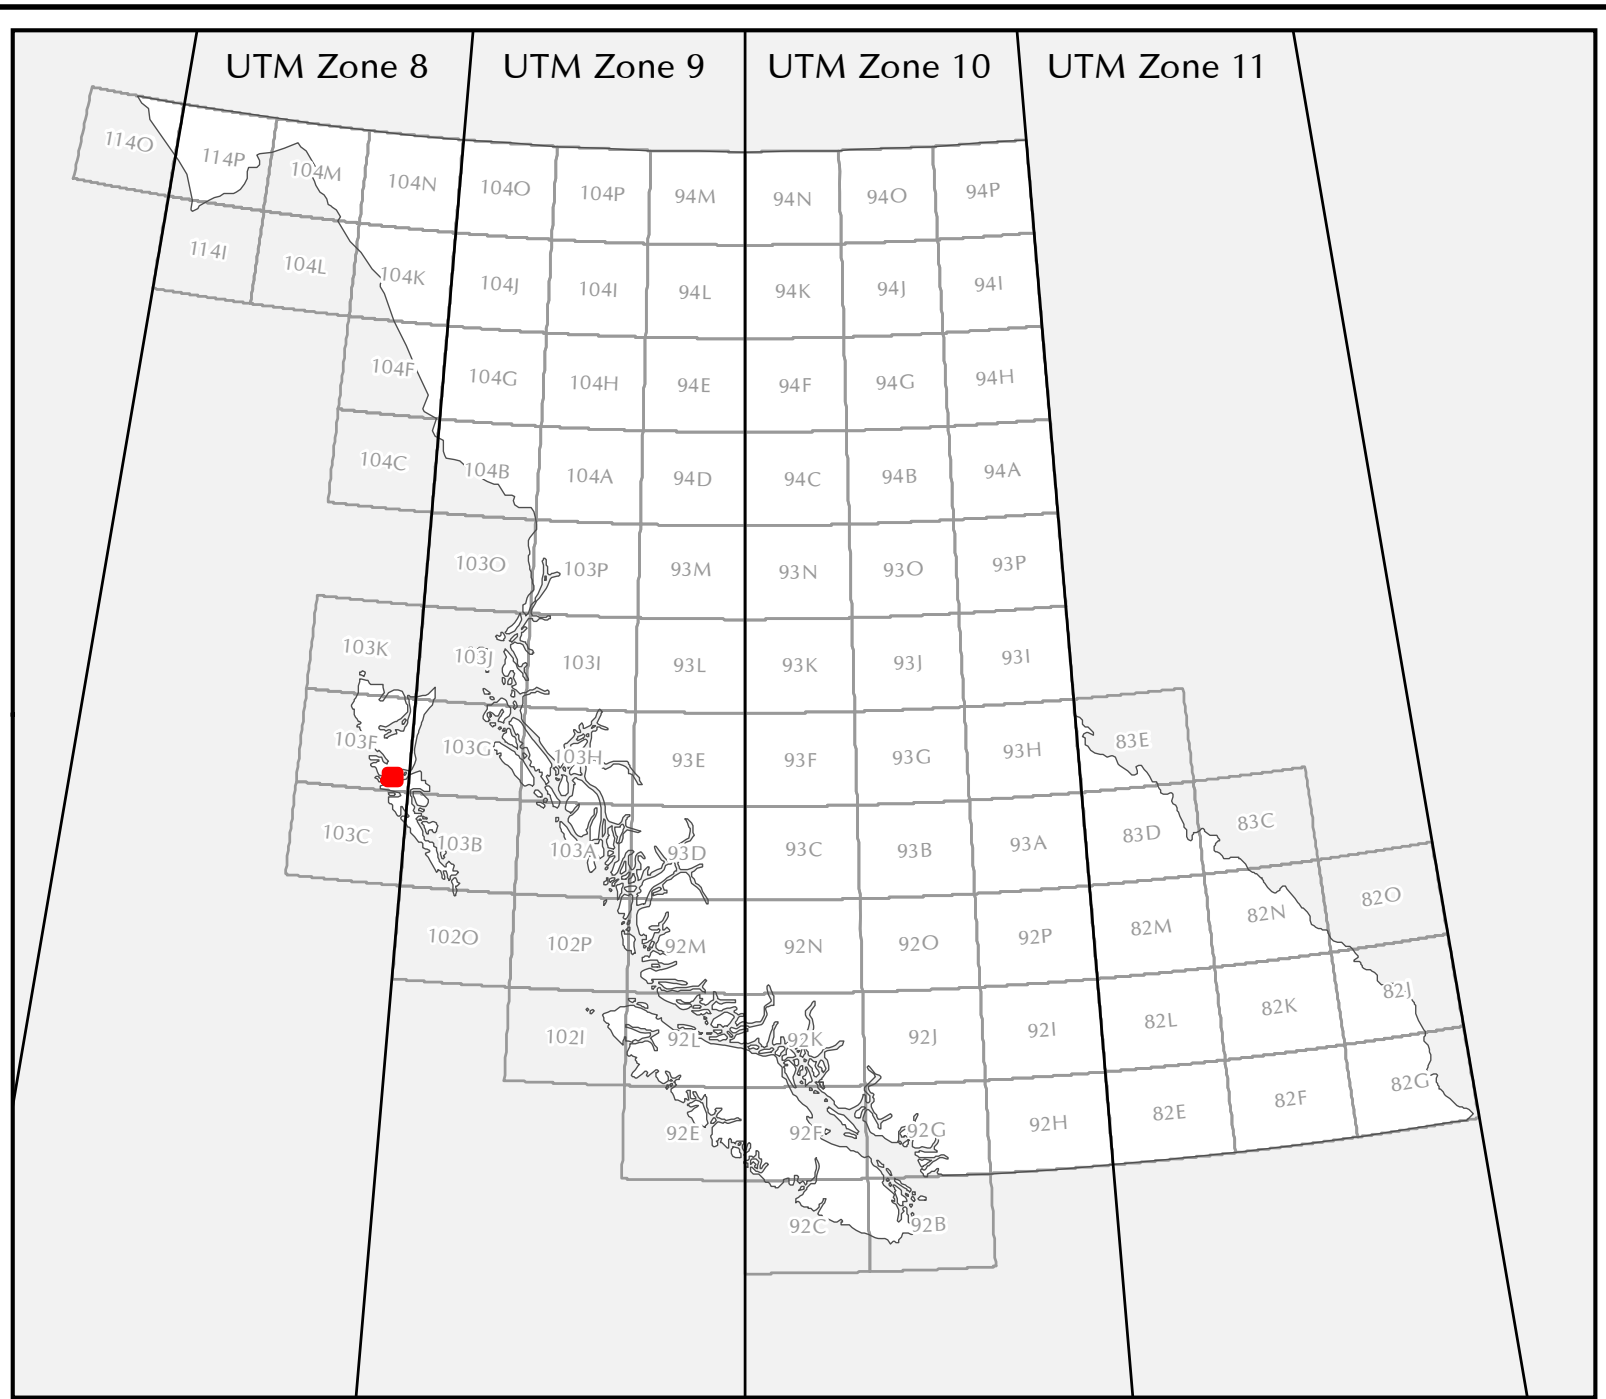 UTM Zone 8 UTM Zone 9 UTM Zone 10 UTM Zone 11
114O 114P 104M 104N 104O 104P 94M 94N 94O 94P
114I 104L 104K 104J 104I 94L 94K 94J 94I
104F 104G 104H 94E 94F 94G 94H
104C 104B 104A 94D 94C 94B 94A
103O 103P 93M 93N 93O 93P
103K 103J 103I 93L 93K 93J 93I
103F 103G 103H 93E 93F 93G 93H 83E
103C 103B 103A 93D 93C 93B 93A 83D 83C
102O 102P 92M 92N 92O 92P 82M 82N 82O
102I 92L 92K 92J 92I 82L 82K 82J
92E 92F 92G 92H 82E 82F 82G
92C 92B